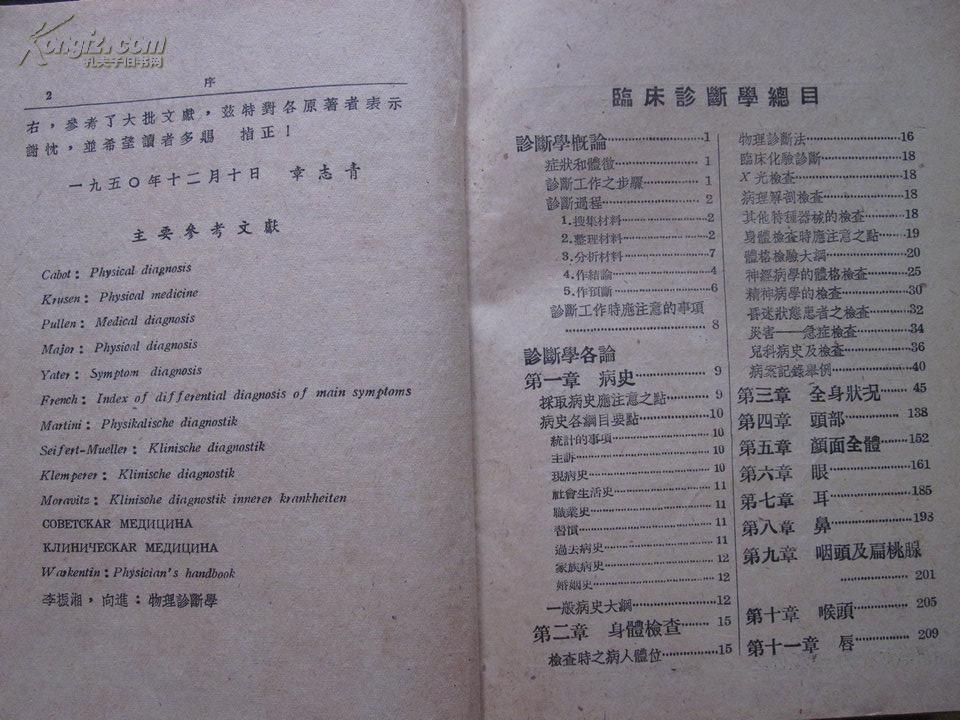 Kongfz.com
孔夫子旧书网
2 序
右，參考了大批文獻，茲特對各原著者表示
謝忱，並希望讀者多賜 指正！
一九五〇年十二月十日 章志青
主要參考文獻
Cabot: Physical diagnosis
Krusen: Physical medicine
Pullen: Medical diagnosis
Major: Physical diagnosis
Yater: Symptom diagnosis
French: Index of differential diagnosis of main symptoms
Martini: Physikalische diagnostik
Seifert-Mueller: Klinische diagnostik
Klemperer: Klinische diagnostik
Moravitz: Klinische diagnostik innerer krankheiten
СОВЕТСКАЯ МЕДИЦИНА
КЛИНИЧЕСКАЯ МЕДИЦИНА
Warkentin: Physician's handbook
李振湘，向進：物理診斷學
臨床診斷學總目
診斷學概論……1
症狀和體徵……1
診斷工作之步驟……1
診斷過程……2
1.搜集材料……2
2.整理材料……2
3.分析材料……7
4.作結論……4
5.作預斷……6
診斷工作時應注意的事項
……8
診斷學各論
第一章 病史……9
採取病史應注意之點……9
病史各綱目要點……10
統計的事項……10
主訴……10
現病史……10
社會生活史……11
職業史……11
習慣……11
過去病史……11
家族病史……12
婚姻史……12
一般病史大綱……12
第二章 身體檢查……15
檢查時之病人體位……15
物理診斷法……16
臨床化驗診斷……18
X光檢查……18
病理解剖檢查……18
其他特種器械的檢查……18
身體檢查時應注意之點……19
體格檢驗大綱……20
神經病學的體格檢查……25
精神病學的檢查……30
昏迷狀態患者之檢查……32
災害——急症檢查……34
兒科病史及檢查……36
病案記錄舉例……40
第三章 全身狀況……45
第四章 頭部……138
第五章 顏面全體……152
第六章 眼……161
第七章 耳……185
第八章 鼻……193
第九章 咽頭及扁桃腺
……201
第十章 喉頭……205
第十一章 唇……209